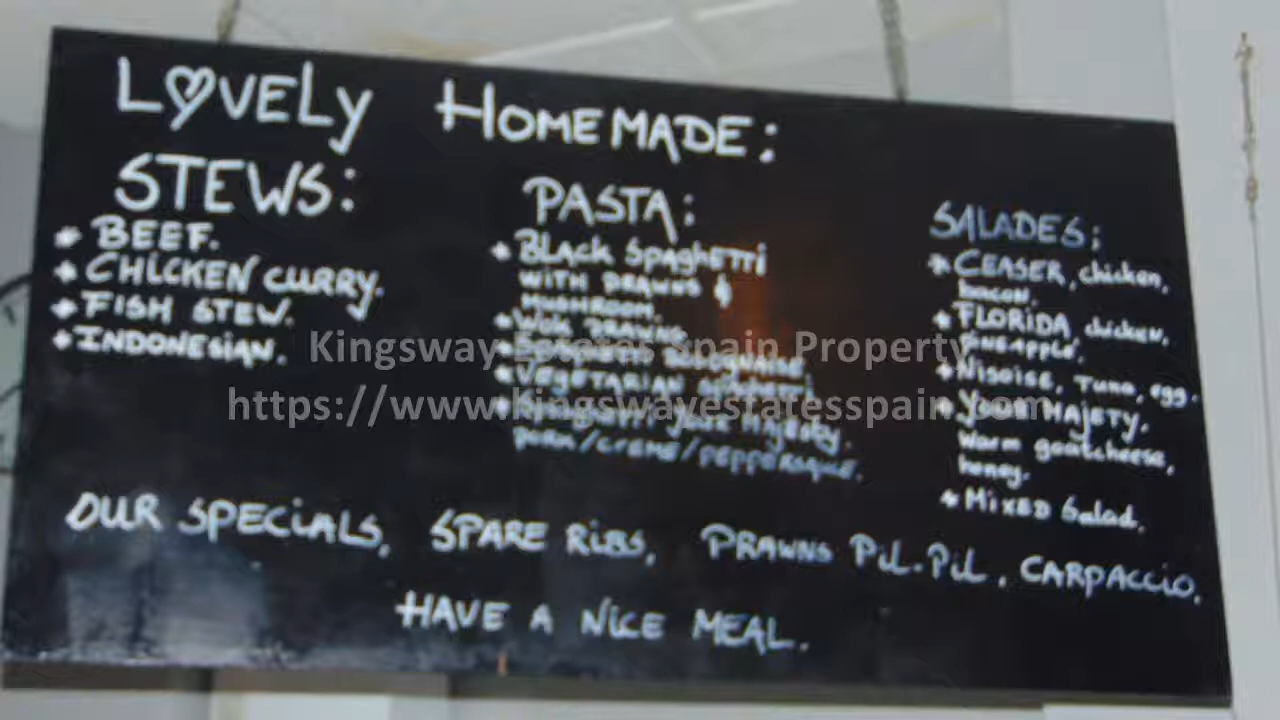 LOVELY HOMEMADE:
STEWS:
* BEEF.
* CHICKEN CURRY.
* FISH STEW.
* INDONESIAN.
PASTA:
* BLACK SPAGHETTI
WITH PRAWNS &
MUSHROOM.
* WOK PRAWNS
* SPAGHETTI BOLOGNAISE
* VEGETARIAN SPAGHETTI
* SPAGHETTI YOUR MAJESTY.
PORK/CREME/
SALADES:
* CEASER, chicken,
bacon.
* FLORIDA chicken,
PINEAPPLE.
* Nisoise, Tuna, egg.
* YOUR MAJETY.
Warm goatcheese,
honey.
* MIXED Salad.
OUR SPECIALS, SPARE RIBS, PRAWNS PIL-PIL, CARPACCIO,
HAVE A NICE MEAL.
Kingsway Estates Spain Property
https://www.kingswayestatesspain.com